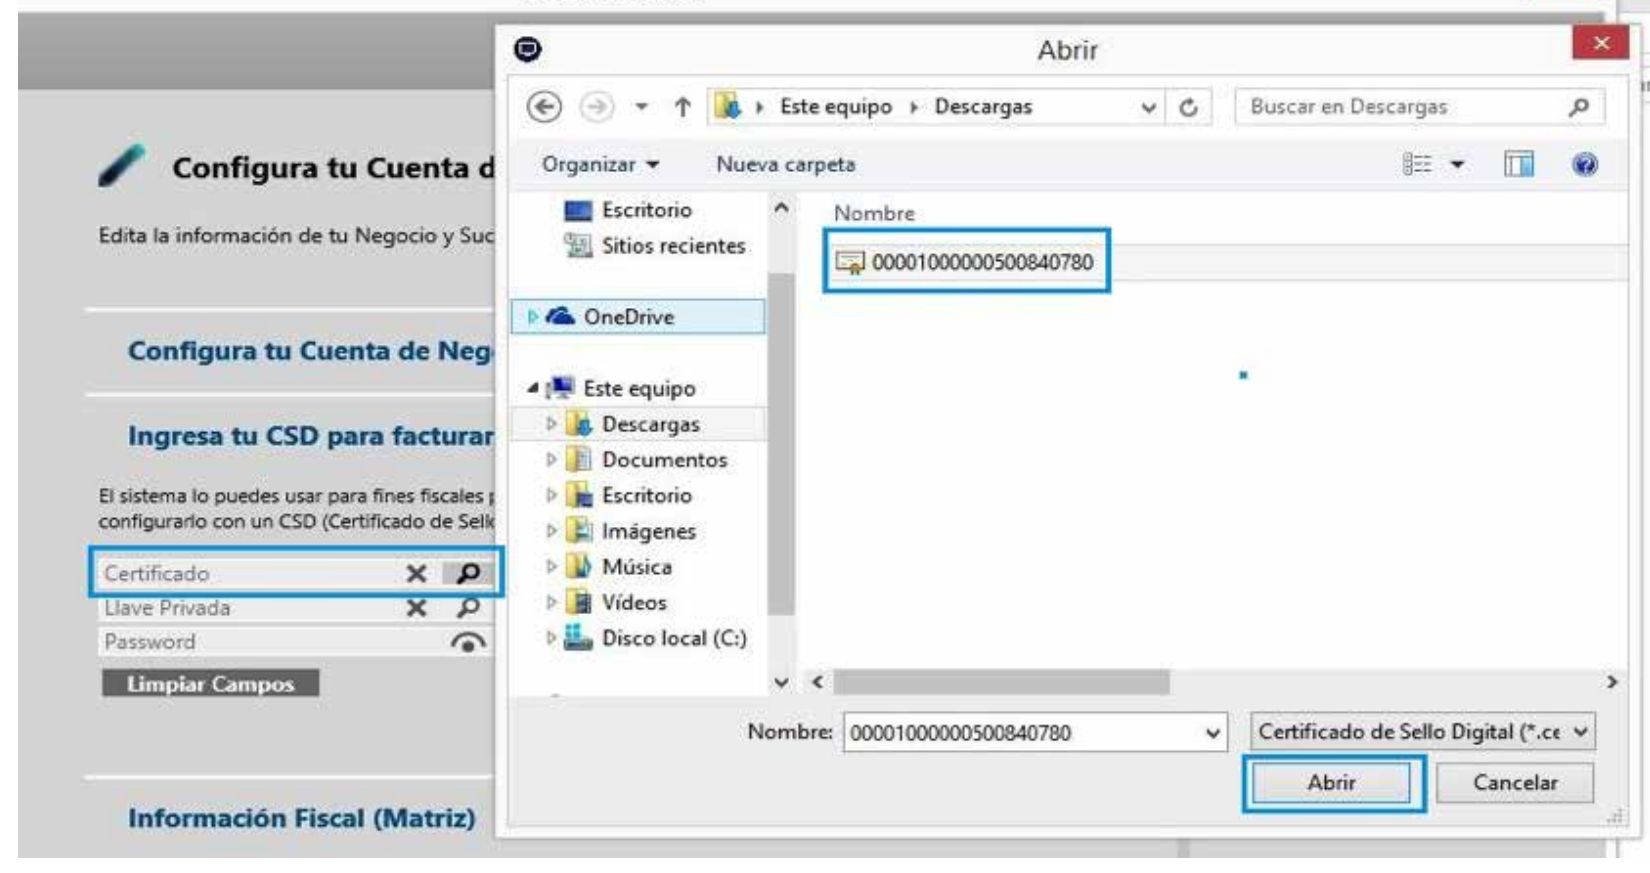 Abrir
Este equipo Descargas
Buscar en Descargas
Organizar
Nueva carpeta
Configura tu Cuenta d
Edita la información de tu Negocio y Suc
Configura tu Cuenta de Neg
Ingresa tu CSD para facturar
El sistema lo puedes usar para fines fiscales p
configurarlo con un CSD (Certificado de Sell
Certificado
Llave Privada
Password
Limpiar Campos
Información Fiscal (Matriz)
Escritorio
Sitios recientes
OneDrive
Este equipo
Descargas
Documentos
Escritorio
Imágenes
Música
Vídeos
Disco local (C:)
Nombre
00001000000500840780
Nombre: 00001000000500840780
Certificado de Sello Digital (*.ce
Abrir
Cancelar